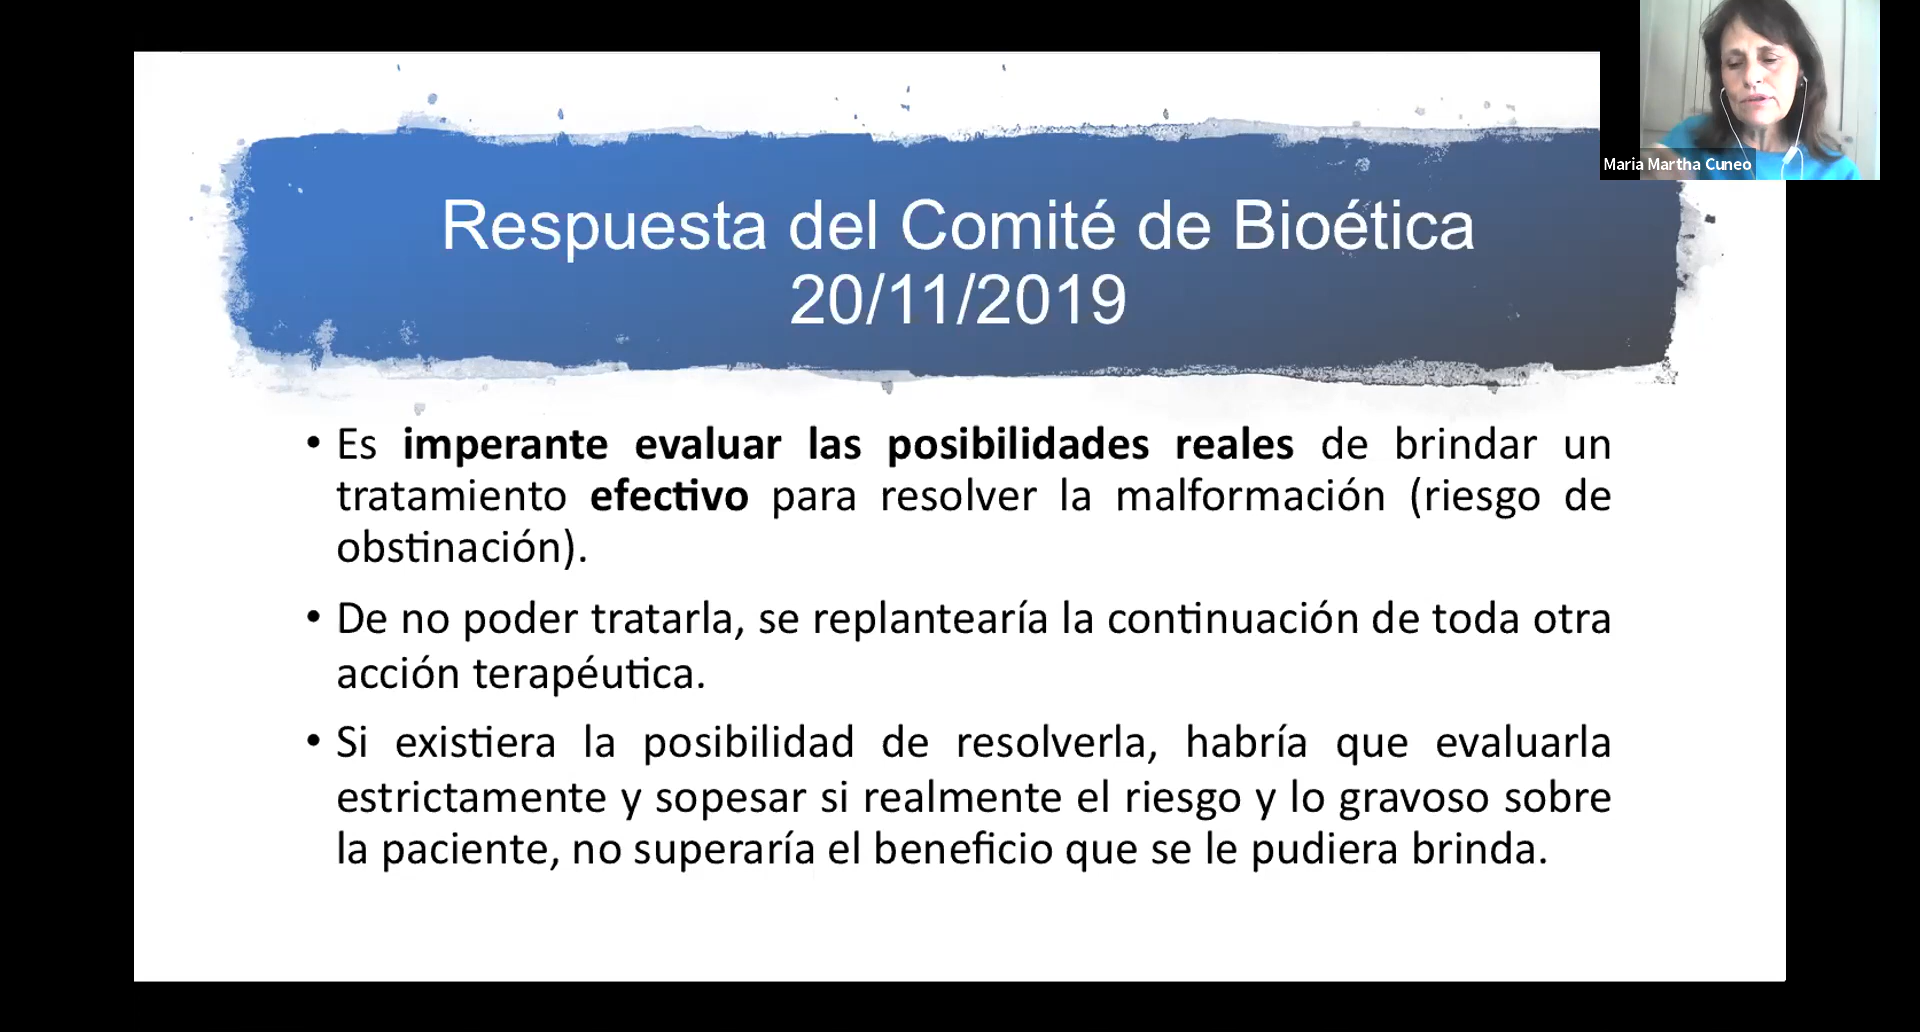 Maria Martha Cuneo
Respuesta del Comité de Bioética
20/11/2019
• Es imperante evaluar las posibilidades reales de brindar un
tratamiento efectivo para resolver la malformación (riesgo de
obstinación).
• De no poder tratarla, se replantearía la continuación de toda otra
acción terapéutica.
• Si existiera la posibilidad de resolverla, habría que evaluarla
estrictamente y sopesar si realmente el riesgo y lo gravoso sobre
la paciente, no superaría el beneficio que se le pudiera brinda.